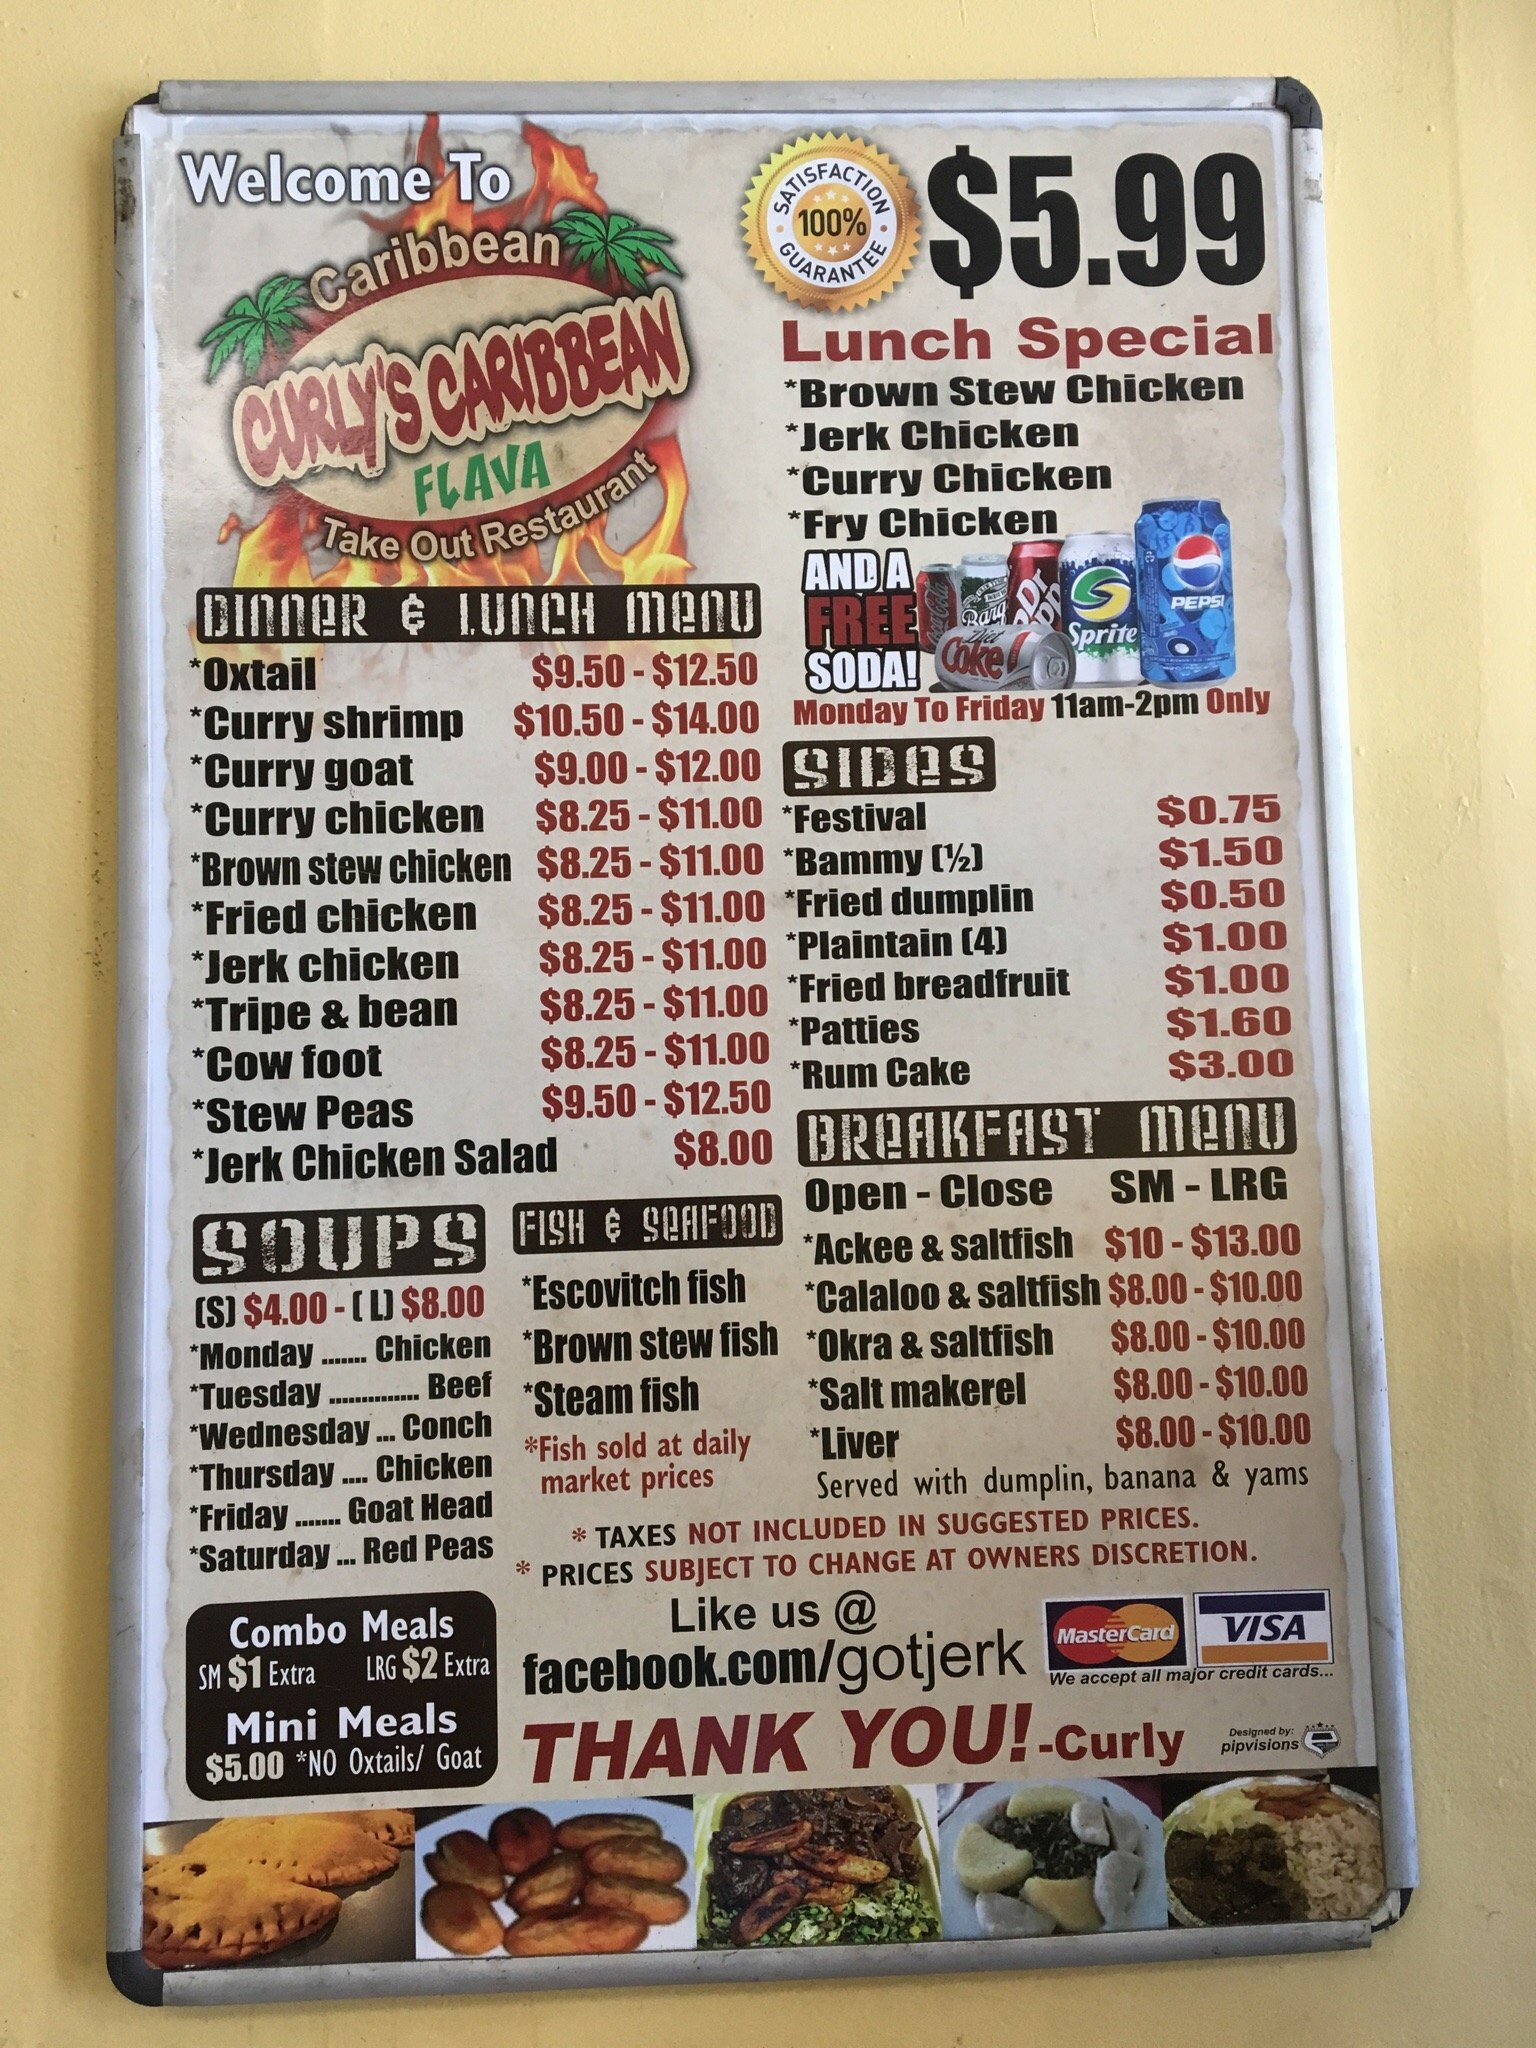 Welcome To
Caribbean
CURLY'S CARIBBEAN
FLAVA
Take Out Restaurant
SATISFACTION
100%
GUARANTEE
$5.99
Lunch Special
*Brown Stew Chicken
*Jerk Chicken
*Curry Chicken
*Fry Chicken
AND A
FREE
SODA!
Coca-Cola
Barq
Dr
Pop
Diet
Coke
Sprite
PEPSI
Monday To Friday 11am-2pm Only
DINNER & LUNCH MENU
*Oxtail $9.50 - $12.50
*Curry shrimp $10.50 - $14.00
*Curry goat $9.00 - $12.00
*Curry chicken $8.25 - $11.00
*Brown stew chicken $8.25 - $11.00
*Fried chicken $8.25 - $11.00
*Jerk chicken $8.25 - $11.00
*Tripe & bean $8.25 - $11.00
*Cow foot $8.25 - $11.00
*Stew Peas $9.50 - $12.50
*Jerk Chicken Salad $8.00
SIDES
*Festival $0.75
*Bammy (½) $1.50
*Fried dumplin $0.50
*Plaintain (4) $1.00
*Fried breadfruit $1.00
*Patties $1.60
*Rum Cake $3.00
BREAKFAST MENU
Open - Close SM - LRG
*Ackee & saltfish $10 - $13.00
*Calaloo & saltfish $8.00 - $10.00
*Okra & saltfish $8.00 - $10.00
*Salt makerel $8.00 - $10.00
*Liver $8.00 - $10.00
Served with dumplin, banana & yams
SOUPS
(S) $4.00 - ( L) $8.00
*Monday ....... Chicken
*Tuesday .............. Beef
*Wednesday ... Conch
*Thursday .... Chicken
*Friday ....... Goat Head
*Saturday ... Red Peas
FISH & SEAFOOD
*Escovitch fish
*Brown stew fish
*Steam fish
*Fish sold at daily
market prices
* TAXES NOT INCLUDED IN SUGGESTED PRICES.
* PRICES SUBJECT TO CHANGE AT OWNERS DISCRETION.
Combo Meals
SM $1 Extra LRG $2 Extra
Mini Meals
$5.00 *NO Oxtails/ Goat
Like us @
facebook.com/gotjerk
MasterCard
VISA
We accept all major credit cards...
THANK YOU!-Curly
Designed by:
pipvisions